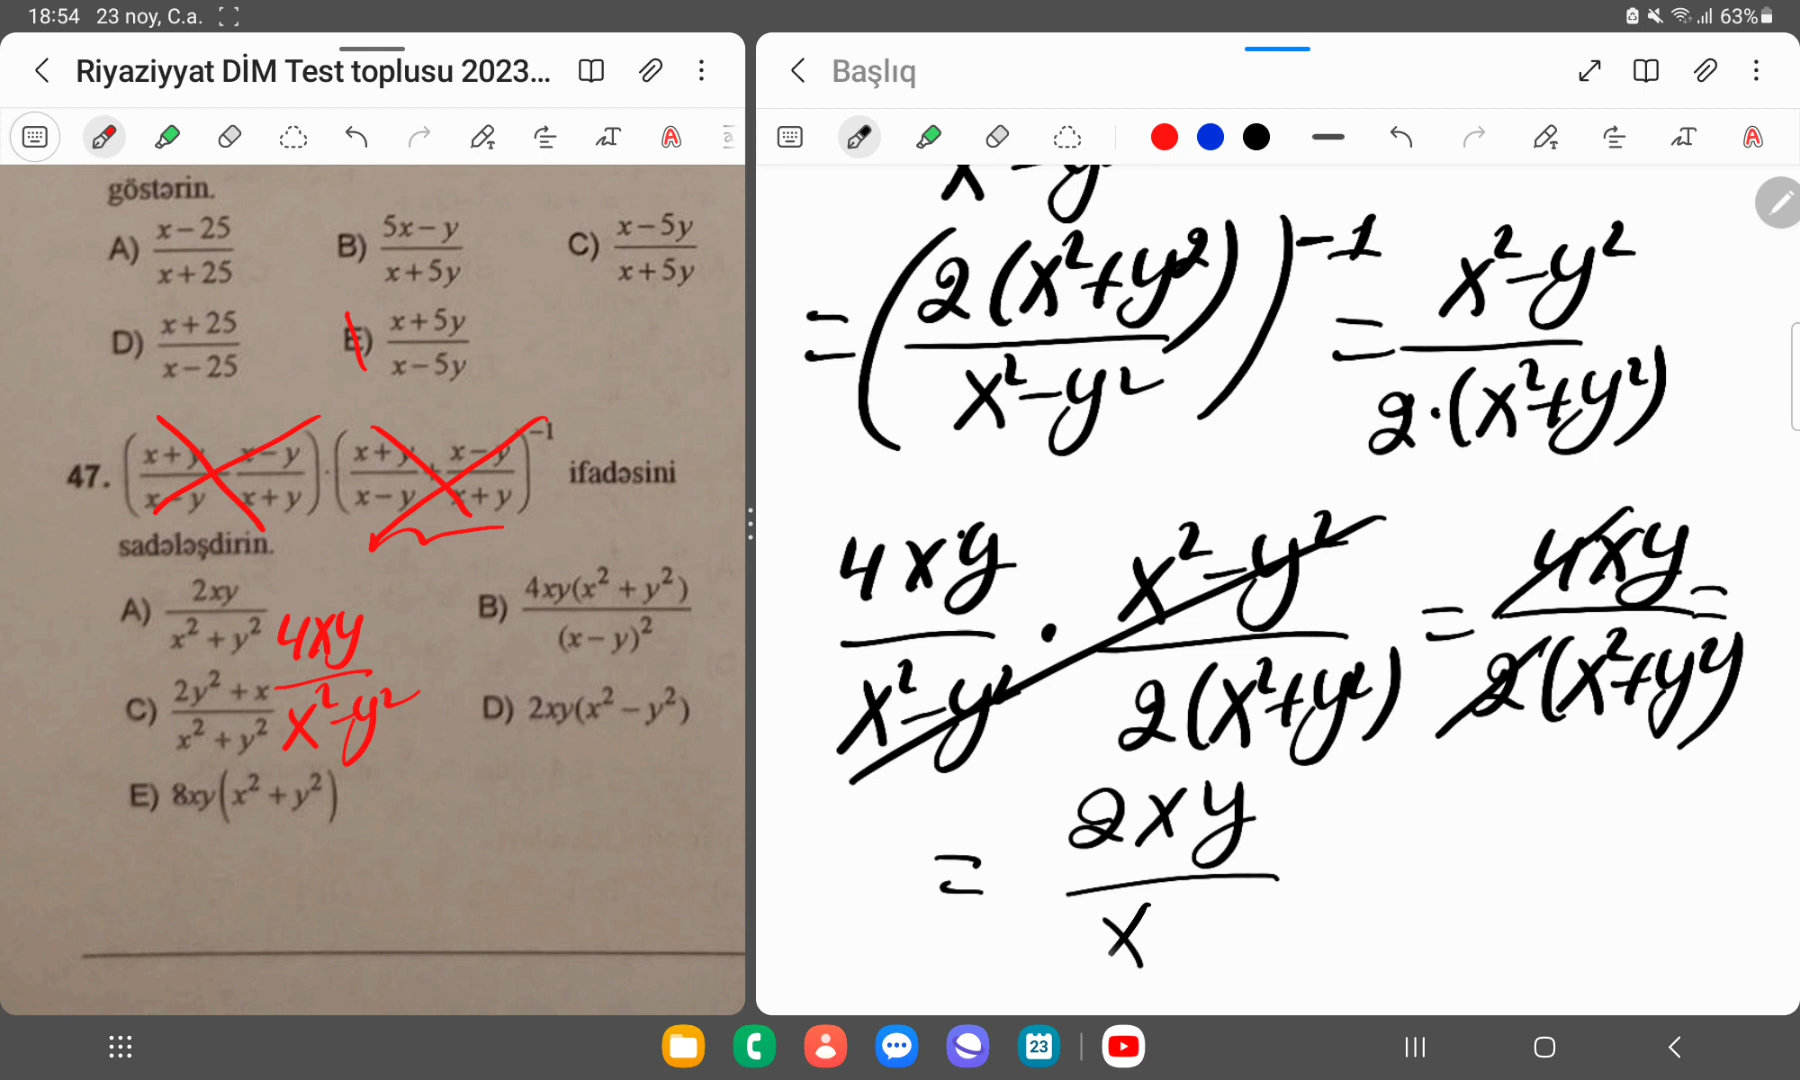 18:54 23 noy, C.a. 63%
Riyaziyyat DİM Test toplusu 2023...
göstərin.
A) (x−25)/(x+25) B) (5x−y)/(x+5y) C) (x−5y)/(x+5y)
D) (x+25)/(x−25) E) (x+5y)/(x−5y)
47. ((x+y)/(x−y) − (x−y)/(x+y)) · ((x+y)/(x−y) + (x−y)/(x+y))⁻¹ ifadəsini
sadələşdirin.
A) 2xy/(x²+y²) B) 4xy(x²+y²)/(x−y)²
4xy/(x²−y²)
C) (2y²+x)/(x²+y²) D) 2xy(x²−y²)
E) 8xy(x²+y²)
Başlıq
x²−y²
=(2(x²+y²)/(x²−y²))⁻¹ = (x²−y²)/(2·(x²+y²))
4xy/(x²−y²) · (x²−y²)/(2(x²+y²)) = 4xy/(2(x²+y²)) =
= 2xy/x
23